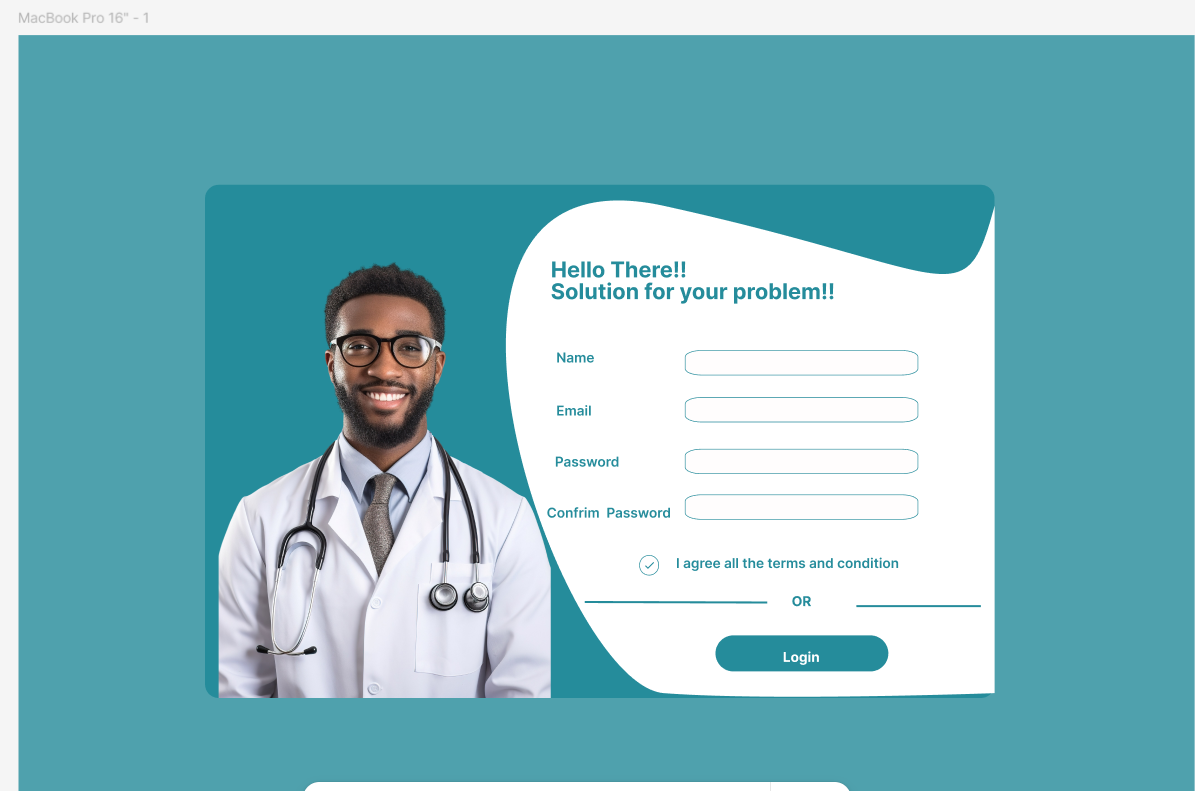 MacBook Pro 16" - 1
Hello There!!
Solution for your problem!!
Name
Email
Password
Confrim Password
I agree all the terms and condition
OR
Login